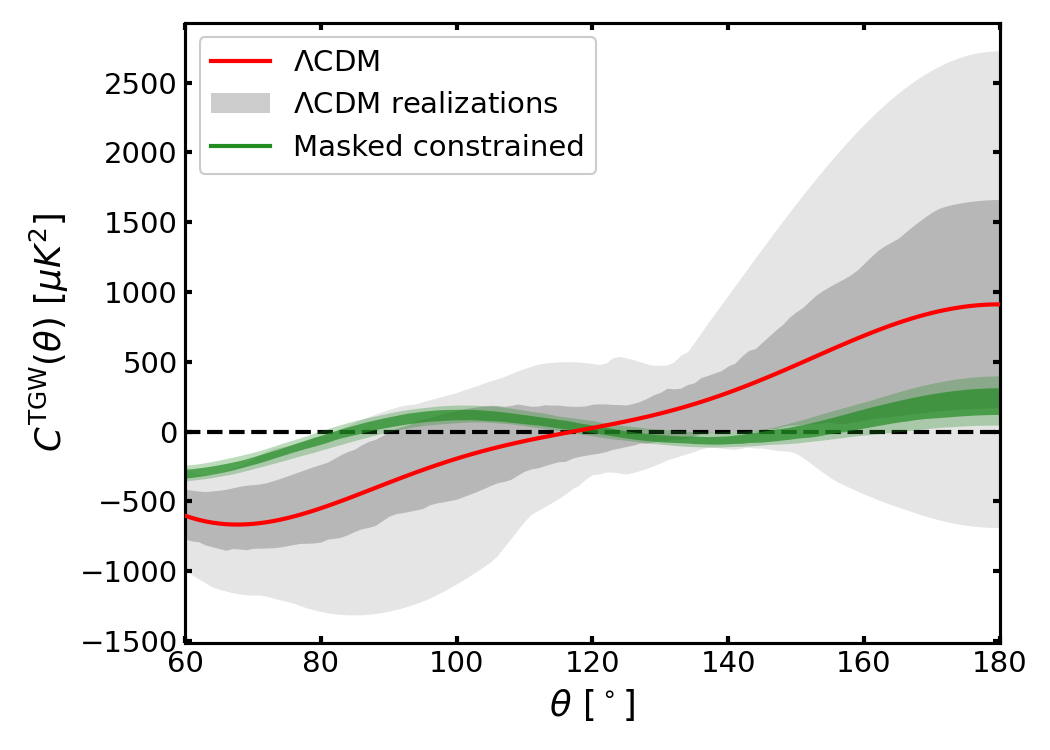 ΛCDM
ΛCDM realizations
Masked constrained
2500
2000
1500
1000
500
0
−500
−1000
−1500
C^TGW(θ) [μK²]
60 80 100 120 140 160 180
θ [°]